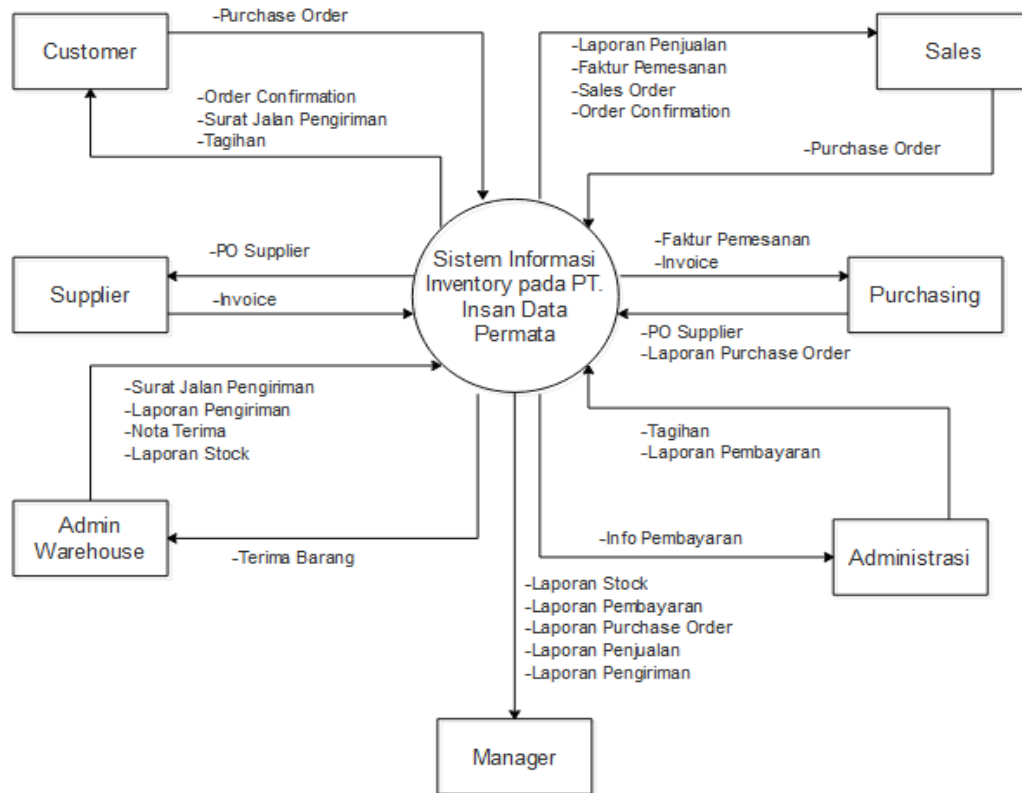 Customer
-Purchase Order
-Order Confirmation
-Surat Jalan Pengiriman
-Tagihan
-Laporan Penjualan
-Faktur Pemesanan
-Sales Order
-Order Confirmation
Sales
-Purchase Order
Supplier
-PO Supplier
-Invoice
Sistem Informasi
Inventory pada PT.
Insan Data
Permata
-Faktur Pemesanan
-Invoice
Purchasing
-PO Supplier
-Laporan Purchase Order
-Surat Jalan Pengiriman
-Laporan Pengiriman
-Nota Terima
-Laporan Stock
-Tagihan
-Laporan Pembayaran
Admin
Warehouse
-Terima Barang
-Info Pembayaran
Administrasi
-Laporan Stock
-Laporan Pembayaran
-Laporan Purchase Order
-Laporan Penjualan
-Laporan Pengiriman
Manager